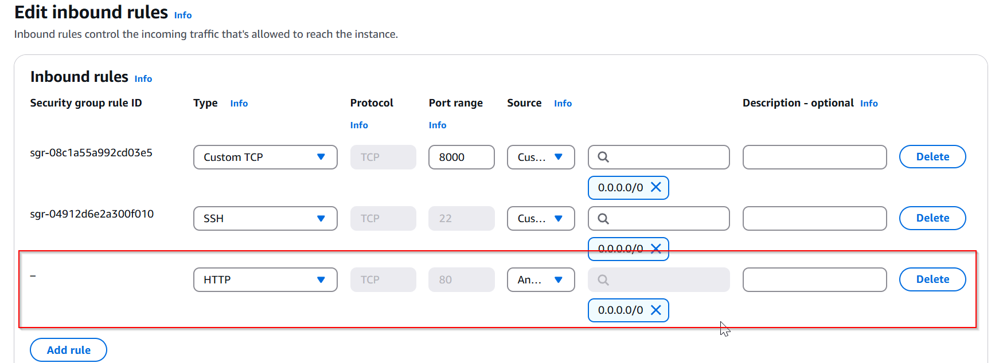 Edit inbound rules Info
Inbound rules control the incoming traffic that's allowed to reach the instance.
Inbound rules Info
Security group rule ID Type Info Protocol Port range Source Info Description - optional Info
Info Info
sgr-08c1a55a992cd03e5 Custom TCP TCP 8000 Cus... Delete
0.0.0.0/0
sgr-04912d6e2a300f010 SSH TCP 22 Cus... Delete
0.0.0.0/0
– HTTP TCP 80 An... Delete
0.0.0.0/0
Add rule